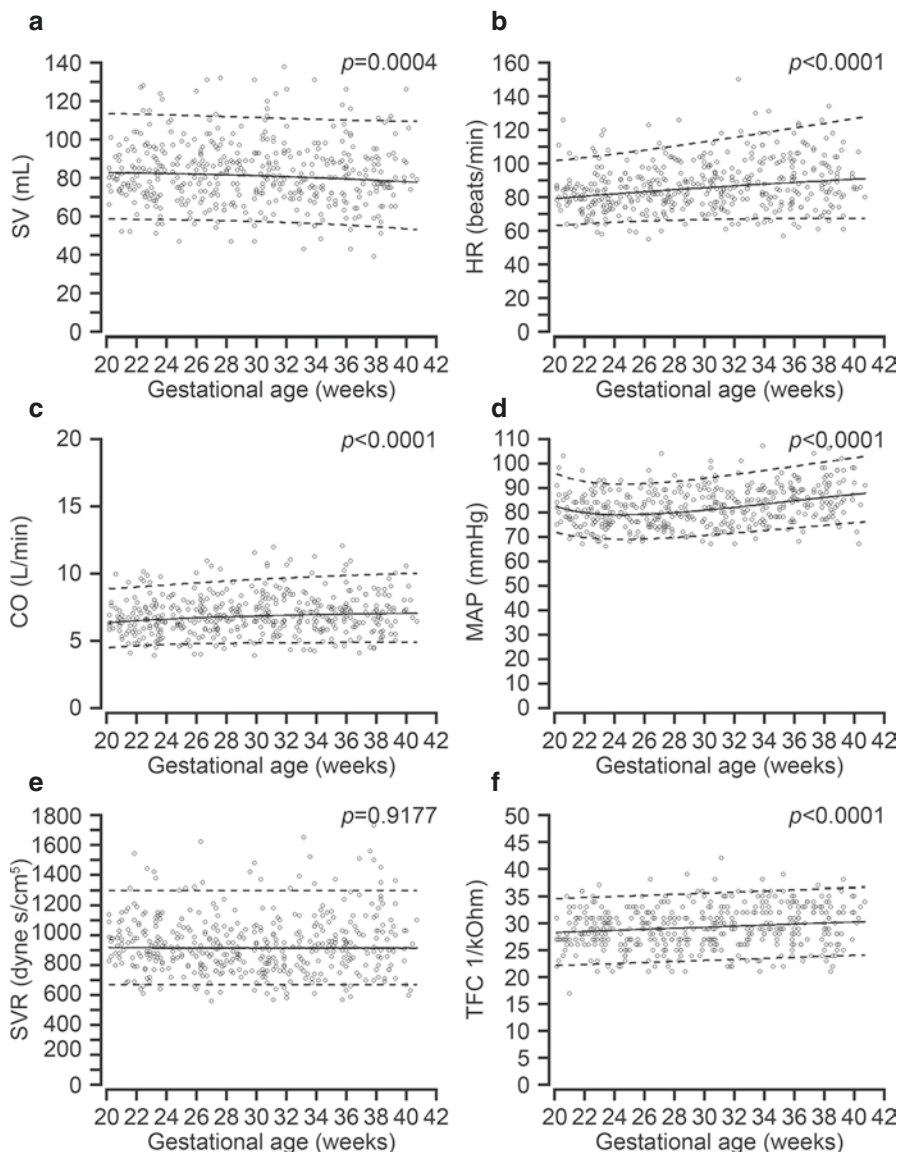 a
p=0.0004
SV (mL)
140
120
100
80
60
40
20
0
20 22 24 26 28 30 32 34 36 38 40 42
Gestational age (weeks)
b
p<0.0001
HR (beats/min)
160
140
120
100
80
60
40
20
0
20 22 24 26 28 30 32 34 36 38 40 42
Gestational age (weeks)
c
p<0.0001
CO (L/min)
20
15
10
5
0
20 22 24 26 28 30 32 34 36 38 40 42
Gestational age (weeks)
d
p<0.0001
MAP (mmHg)
110
100
90
80
70
60
50
40
30
20
10
0
20 22 24 26 28 30 32 34 36 38 40 42
Gestational age (weeks)
e
p=0.9177
SVR (dyne s/cm⁵)
1800
1600
1400
1200
1000
800
600
400
200
0
20 22 24 26 28 30 32 34 36 38 40 42
Gestational age (weeks)
f
p<0.0001
TFC 1/kOhm
50
45
40
35
30
25
20
15
10
5
0
20 22 24 26 28 30 32 34 36 38 40 42
Gestational age (weeks)